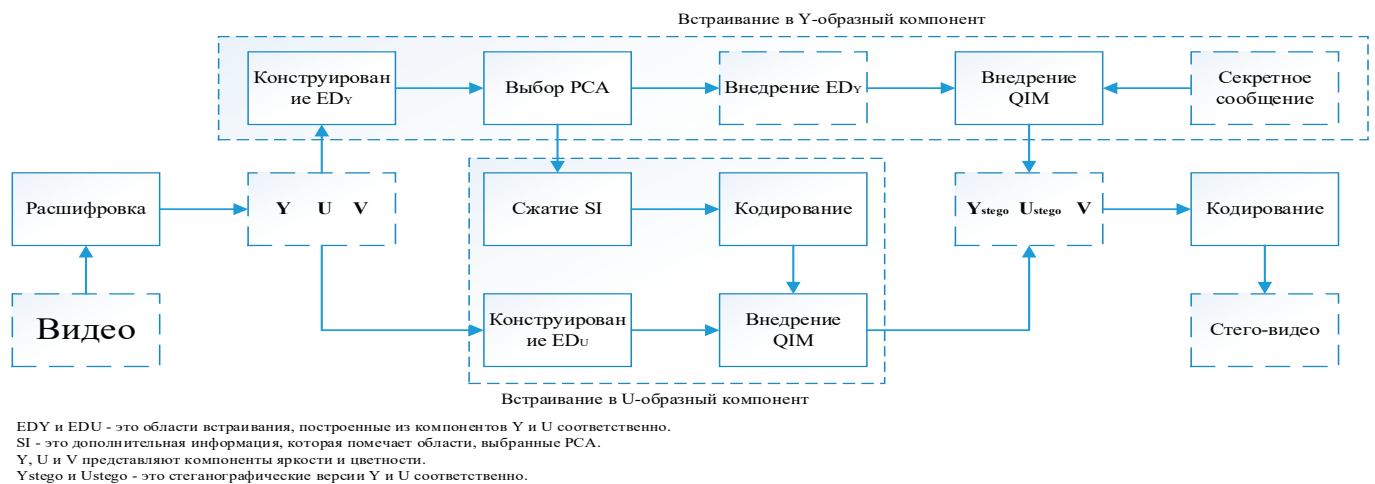 Встраивание в Y-образный компонент
Конструирован
ие EDY
Выбор PCA
Внедрение EDY
Внедрение
QIM
Секретное
сообщение
Расшифровка
Y U V
Сжатие SI
Кодирование
Ystego Ustego V
Кодирование
Видео
Конструирован
ие EDU
Внедрение
QIM
Стего-видео
Встраивание в U-образный компонент
EDY и EDU - это области встраивания, построенные из компонентов Y и U соответственно.
SI - это дополнительная информация, которая помечает области, выбранные PCA.
Y, U и V представляют компоненты яркости и цветности.
Ystego и Ustego - это стеганографические версии Y и U соответственно.